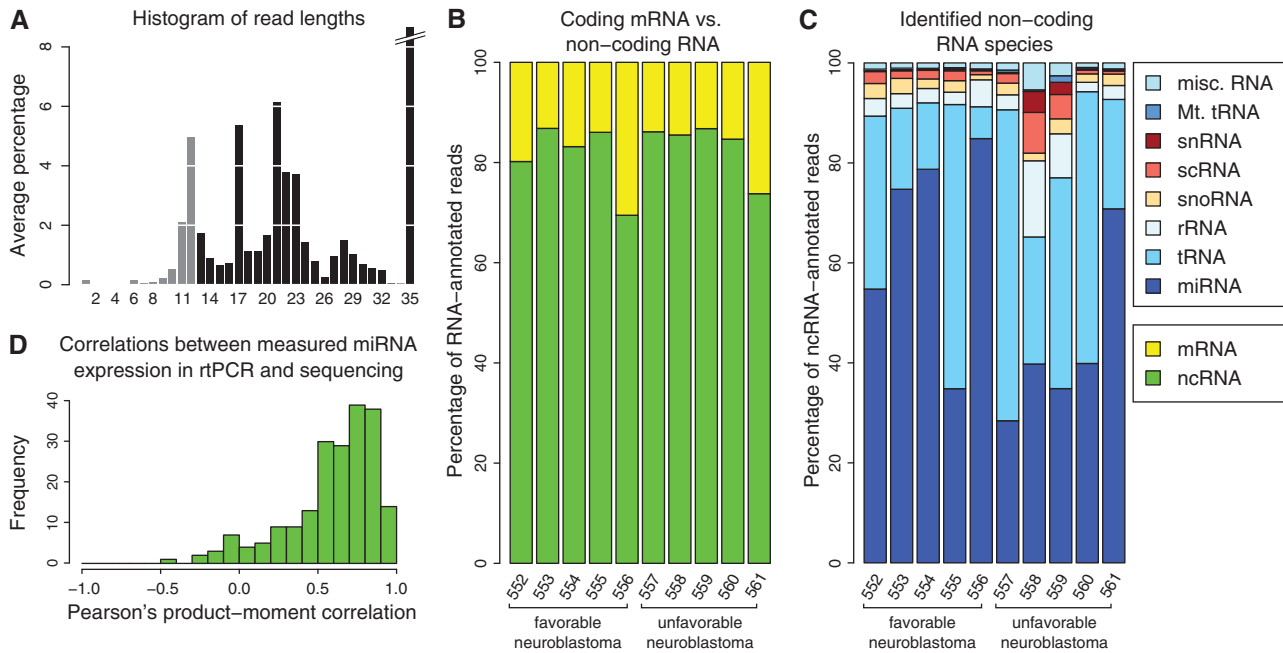 A
Histogram of read lengths
Average percentage
8
6
4
2
0
2 4 6 8 11 14 17 20 23 26 29 32 35
D
Correlations between measured miRNA
expression in rtPCR and sequencing
Frequency
40
30
20
10
0
−1.0 −0.5 0.0 0.5 1.0
Pearson's product−moment correlation
B
Coding mRNA vs.
non−coding RNA
Percentage of RNA−annotated reads
100
80
60
40
20
0
552 553 554 555 556 557 558 559 560 561
favorable
neuroblastoma
unfavorable
neuroblastoma
C
Identified non−coding
RNA species
Percentage of ncRNA−annotated reads
100
80
60
40
20
0
552 553 554 555 556 557 558 559 560 561
favorable
neuroblastoma
unfavorable
neuroblastoma
misc. RNA
Mt. tRNA
snRNA
scRNA
snoRNA
rRNA
tRNA
miRNA
mRNA
ncRNA